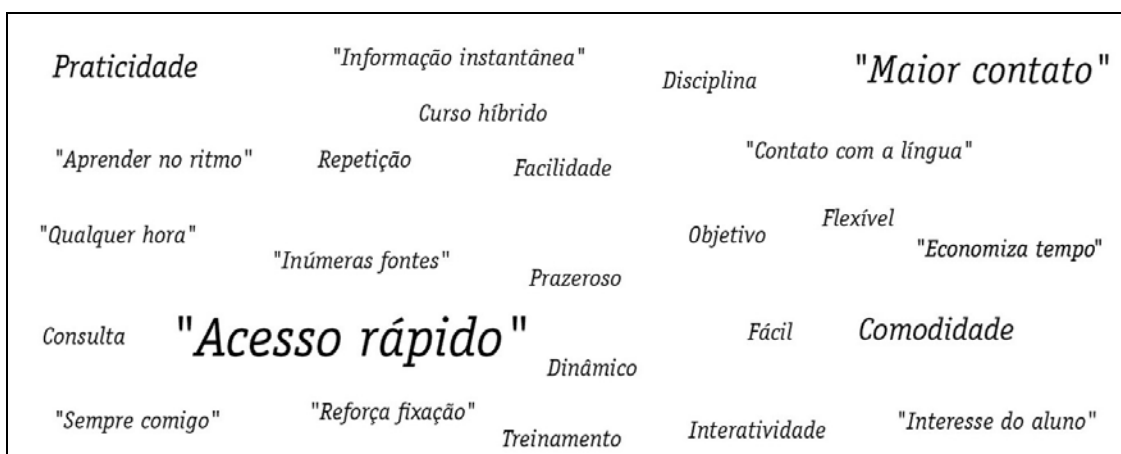 Praticidade
"Informação instantânea"
Disciplina
"Maior contato"
Curso híbrido
"Aprender no ritmo"
Repetição
Facilidade
"Contato com a língua"
"Qualquer hora"
"Inúmeras fontes"
Prazeroso
Objetivo
Flexível
"Economiza tempo"
Consulta
"Acesso rápido"
Dinâmico
Fácil
Comodidade
"Sempre comigo"
"Reforça fixação"
Treinamento
Interatividade
"Interesse do aluno"